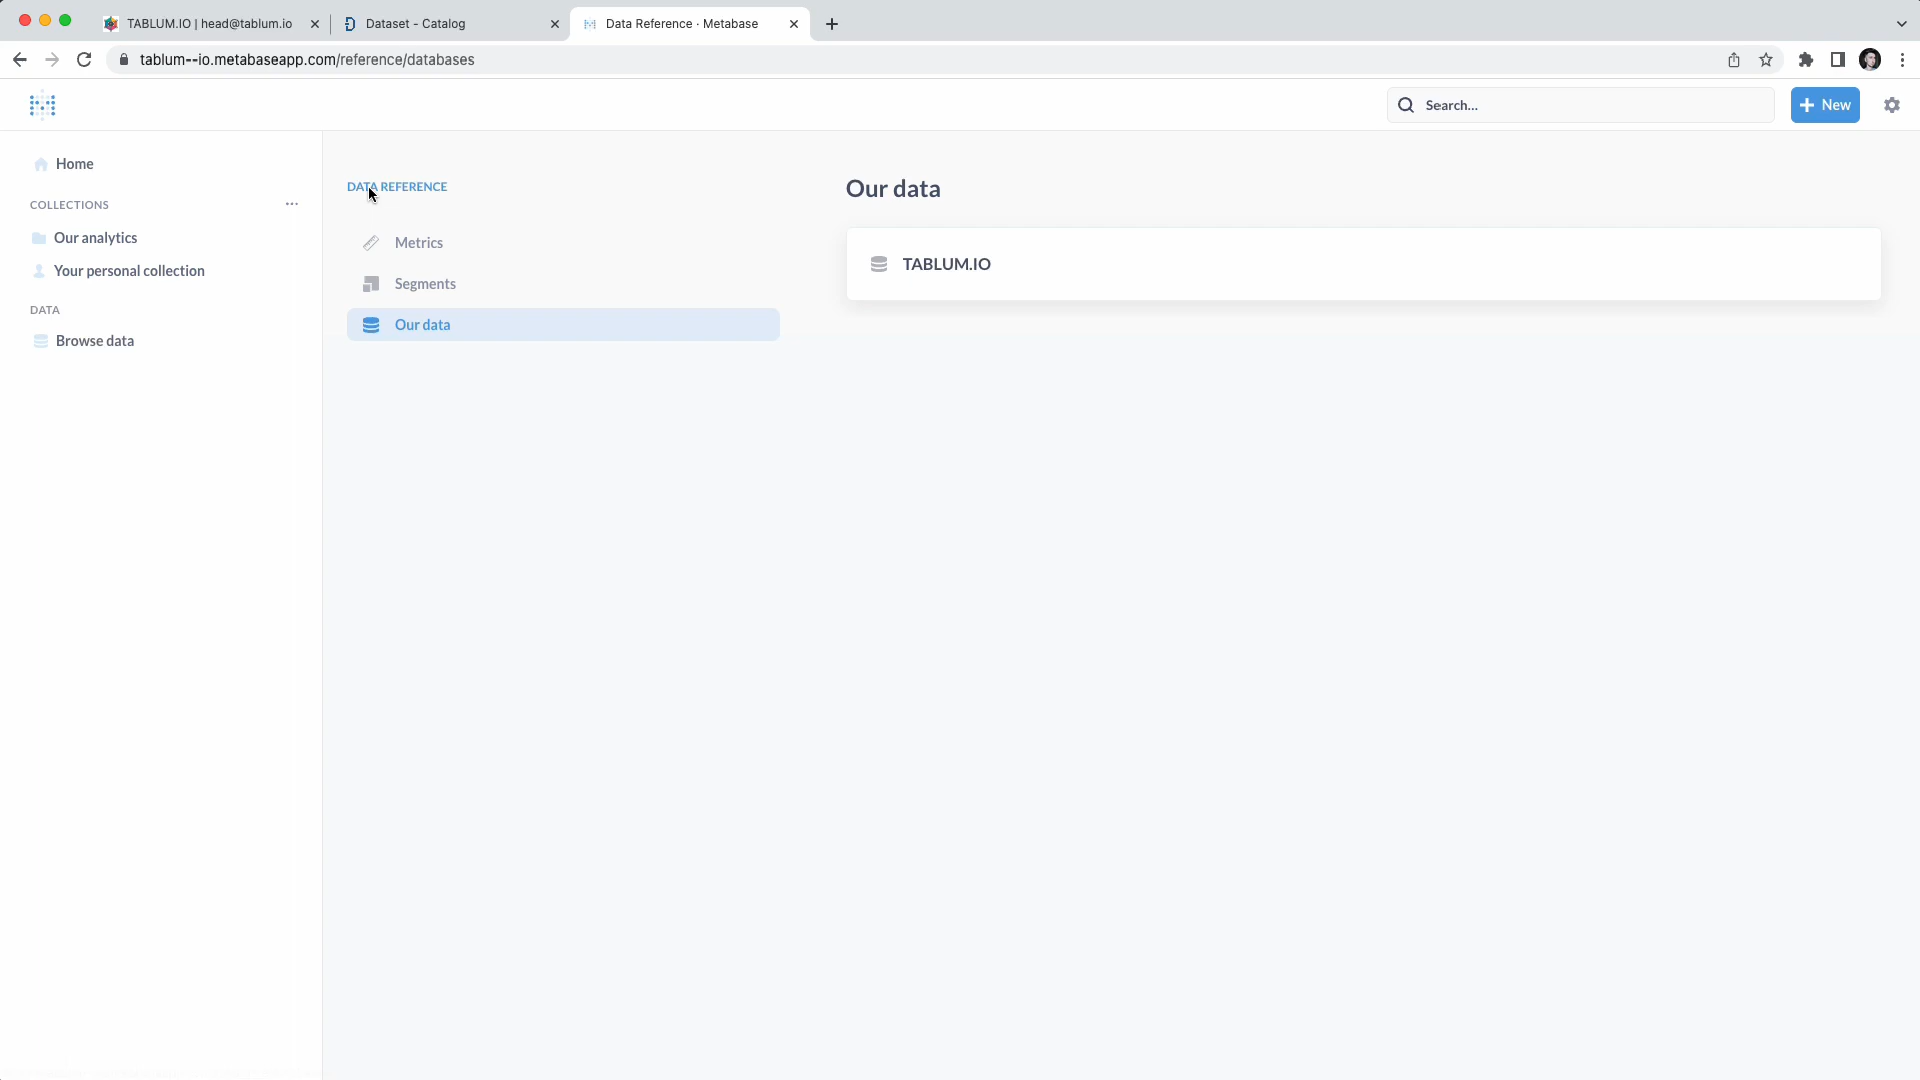 TABLUM.IO | head@tablum.io
Dataset - Catalog
Data Reference · Metabase
tablum--io.metabaseapp.com/reference/databases
Search...
New
Home
COLLECTIONS
Our analytics
Your personal collection
DATA
Browse data
DATA REFERENCE
Metrics
Segments
Our data
Our data
TABLUM.IO